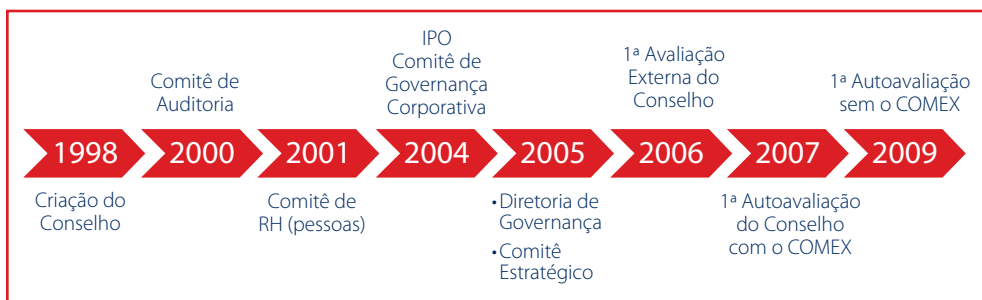 IPO
Comitê de
Governança
Corporativa
1ª Avaliação
Externa do
Conselho
Comitê de
Auditoria
1ª Autoavaliação
sem o COMEX
1998
2000
2001
2004
2005
2006
2007
2009
Criação do
Conselho
Comitê de
RH (pessoas)
•Diretoria de
Governança
•Comitê
Estratégico
1ª Autoavaliação
do Conselho
com o COMEX